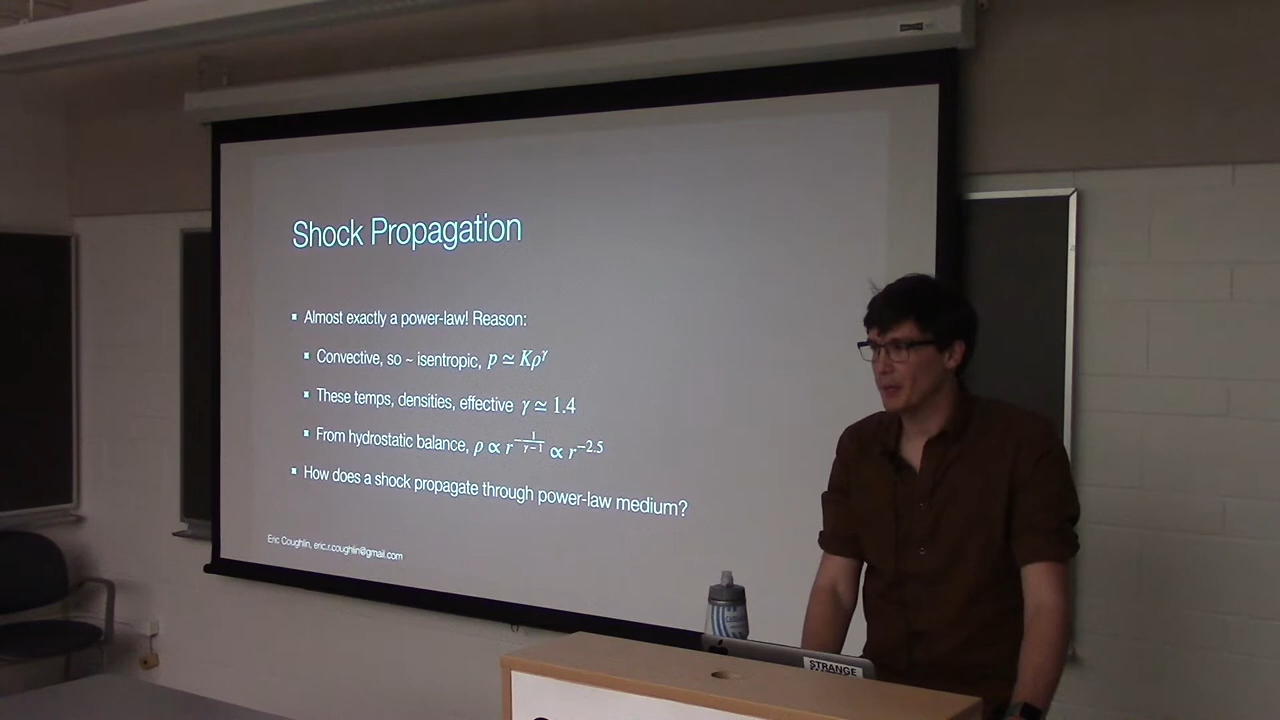 Shock Propagation
▪ Almost exactly a power-law! Reason:
▪ Convective, so ~ isentropic, p ≃ Kρ^γ
▪ These temps, densities, effective γ ≃ 1.4
▪ From hydrostatic balance, ρ ∝ r^{-\frac{1}{γ-1}} ∝ r^{-2.5}
▪ How does a shock propagate through power-law medium?
Eric Coughlin, eric.r.coughlin@gmail.com
STRANGE